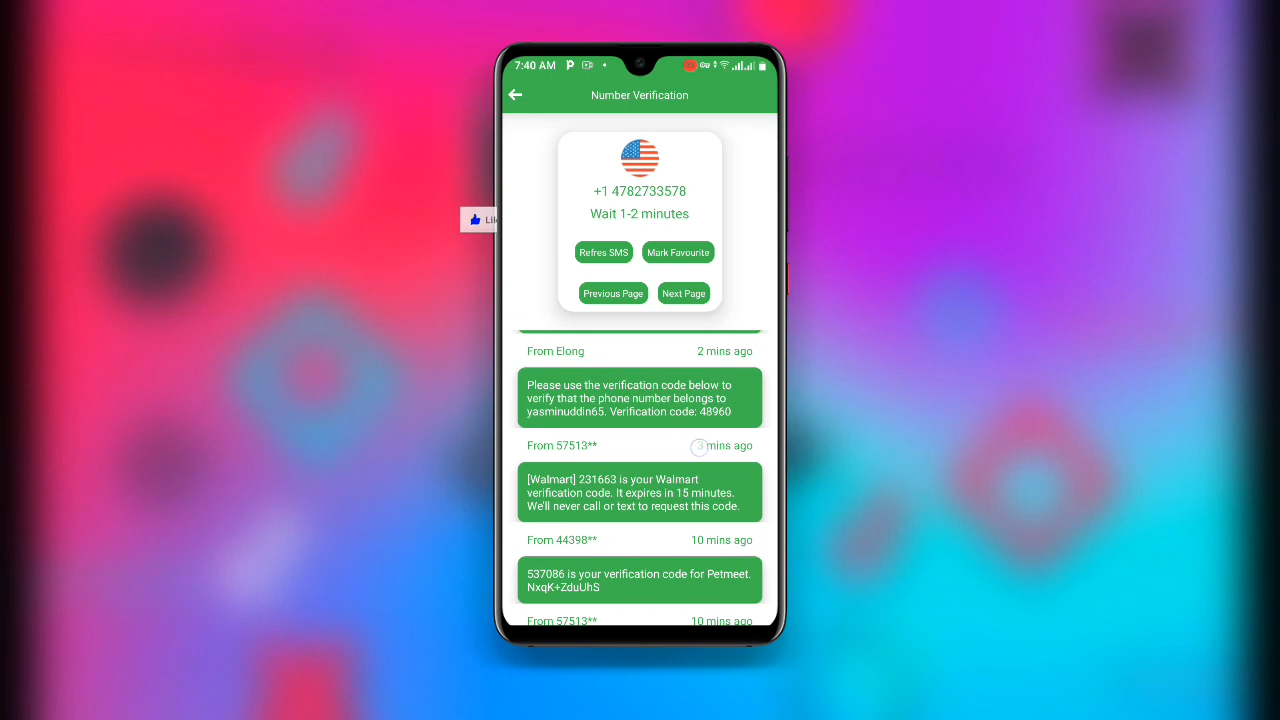 7:40 AM
Number Verification
+1 4782733578
Wait 1-2 minutes
Refres SMS
Mark Favourite
Previous Page
Next Page
Lik
From Elong
2 mins ago
Please use the verification code below to
verify that the phone number belongs to
yasminuddin65. Verification code: 48960
From 57513**
3 mins ago
[Walmart] 231663 is your Walmart
verification code. It expires in 15 minutes.
We'll never call or text to request this code.
From 44398**
10 mins ago
537086 is your verification code for Petmeet.
NxqK+ZduUhS
From 57513**
10 mins ago